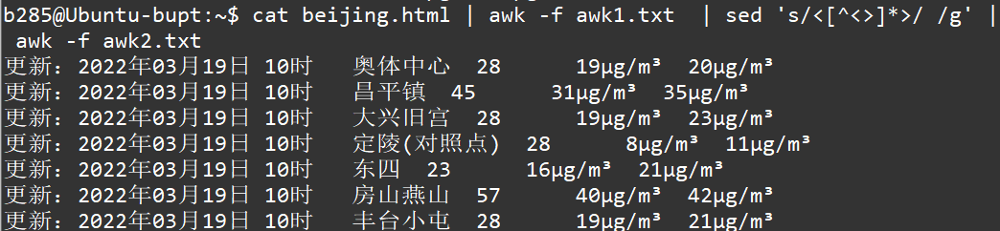 b285@Ubuntu-bupt:~$ cat beijing.html | awk -f awk1.txt  | sed 's/<[^<>]*>/ /g' |
 awk -f awk2.txt
更新: 2022年03月19日 10时   奥体中心  28      19μg/m³  20μg/m³
更新: 2022年03月19日 10时   昌平镇  45      31μg/m³  35μg/m³
更新: 2022年03月19日 10时   大兴旧宫  28      19μg/m³  23μg/m³
更新: 2022年03月19日 10时   定陵(对照点)  28      8μg/m³  11μg/m³
更新: 2022年03月19日 10时   东四  23      16μg/m³  21μg/m³
更新: 2022年03月19日 10时   房山燕山  57      40μg/m³  42μg/m³
更新: 2022年03月19日 10时   丰台小屯  28      19μg/m³  21μg/m³